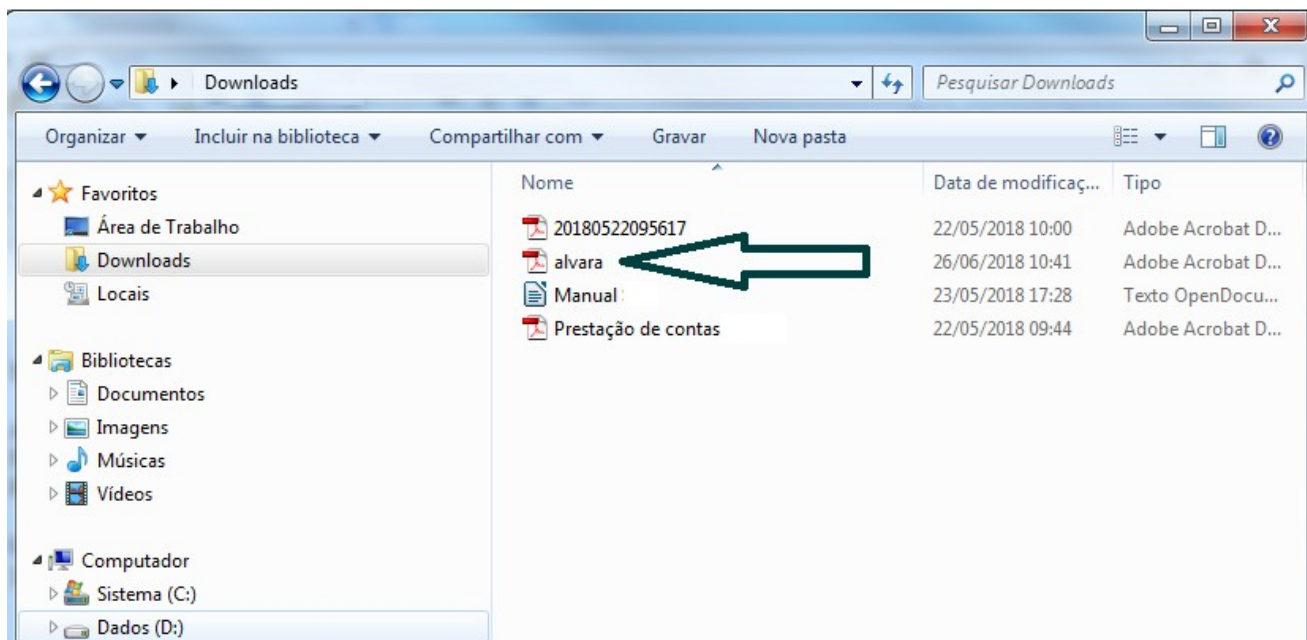 Downloads
Pesquisar Downloads
Organizar
Incluir na biblioteca
Compartilhar com
Gravar
Nova pasta
Favoritos
Área de Trabalho
Downloads
Locais
Bibliotecas
Documentos
Imagens
Músicas
Vídeos
Computador
Sistema (C:)
Dados (D:)
Nome Data de modificaç... Tipo
20180522095617 22/05/2018 10:00 Adobe Acrobat D...
alvara 26/06/2018 10:41 Adobe Acrobat D...
Manual 23/05/2018 17:28 Texto OpenDocu...
Prestação de contas 22/05/2018 09:44 Adobe Acrobat D...